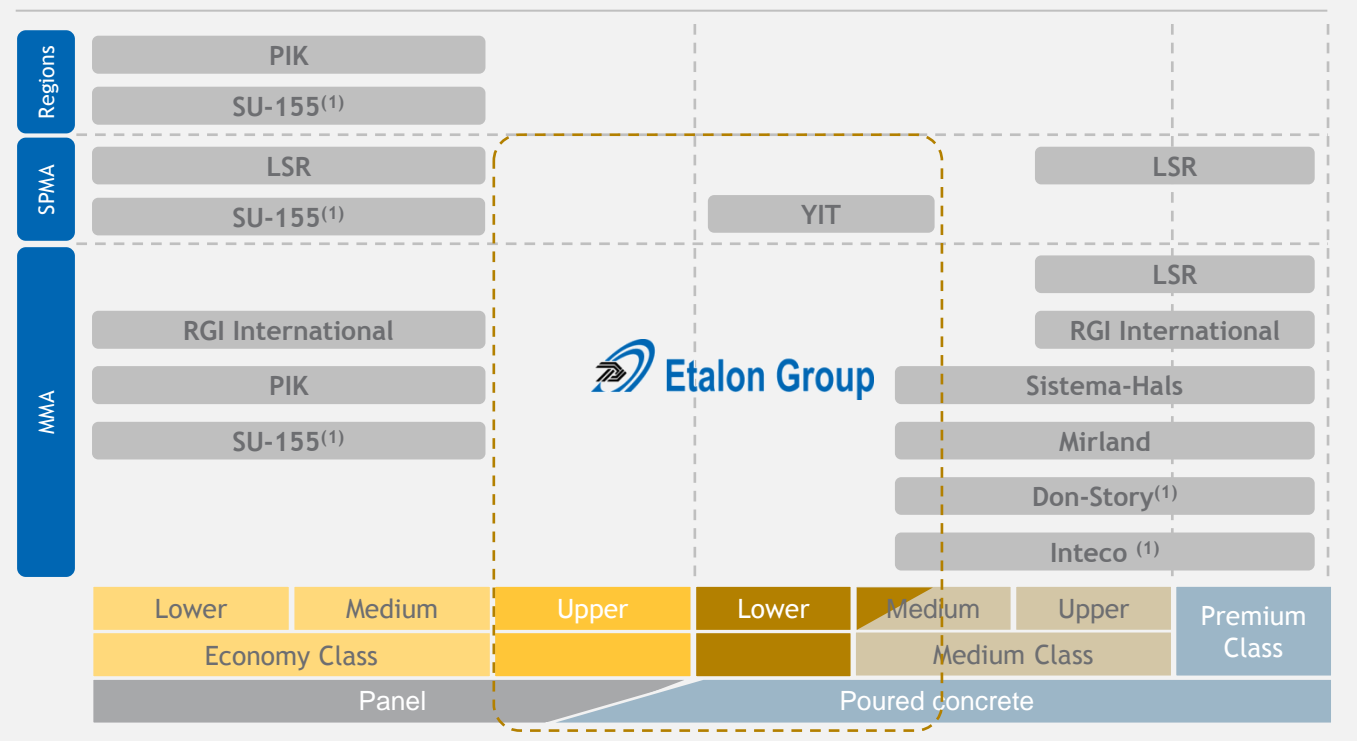 Regions
PIK
SU-155(1)
SPMA
LSR
LSR
SU-155(1)
YIT
MMA
LSR
RGI International
RGI International
Etalon Group
PIK
Sistema-Hals
SU-155(1)
Mirland
Don-Story(1)
Inteco (1)
Lower
Medium
Upper
Lower
Medium
Upper
Premium
Class
Economy Class
Medium Class
Panel
Poured concrete